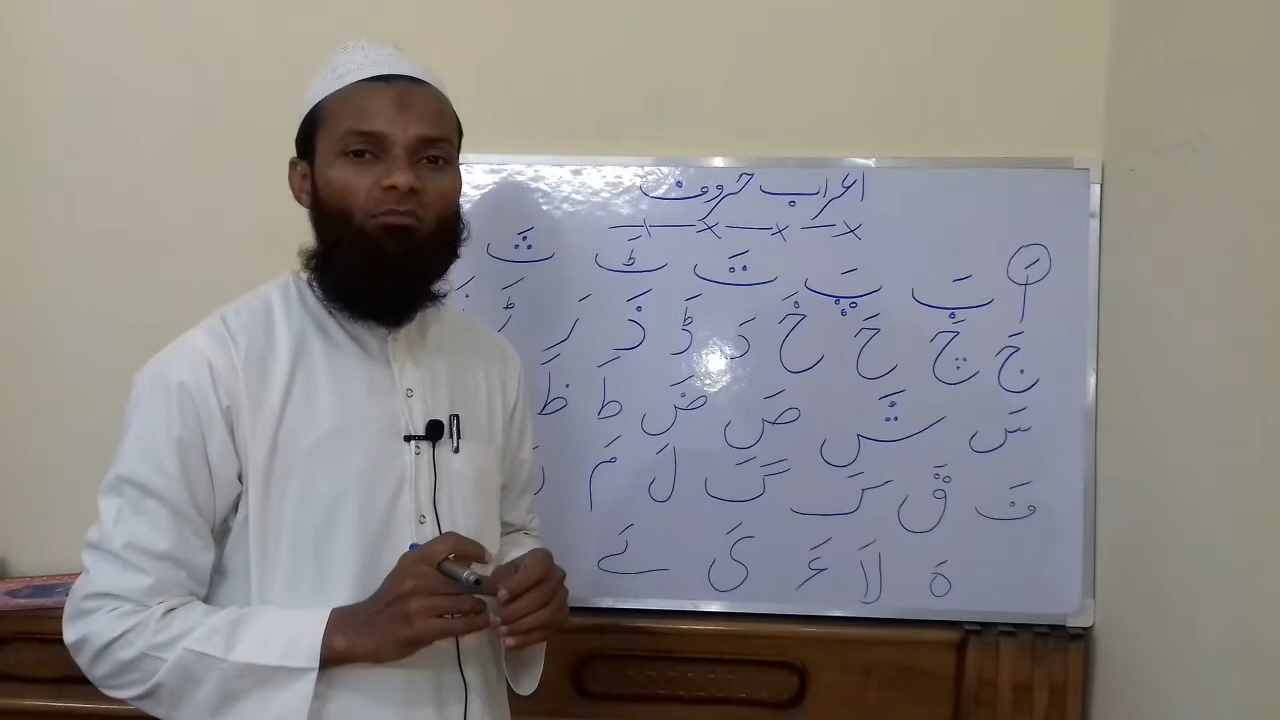 اعراب حروف
اَ بَ پَ تَ ٹَ ثَ
جَ چَ حَ خَ دَ ڈَ ذَ رَ ڑَ
سَ شَ صَ ضَ طَ ظَ
فَ قَ کَ گَ لَ مَ
ہَ لَا ءَ یَ ےَ